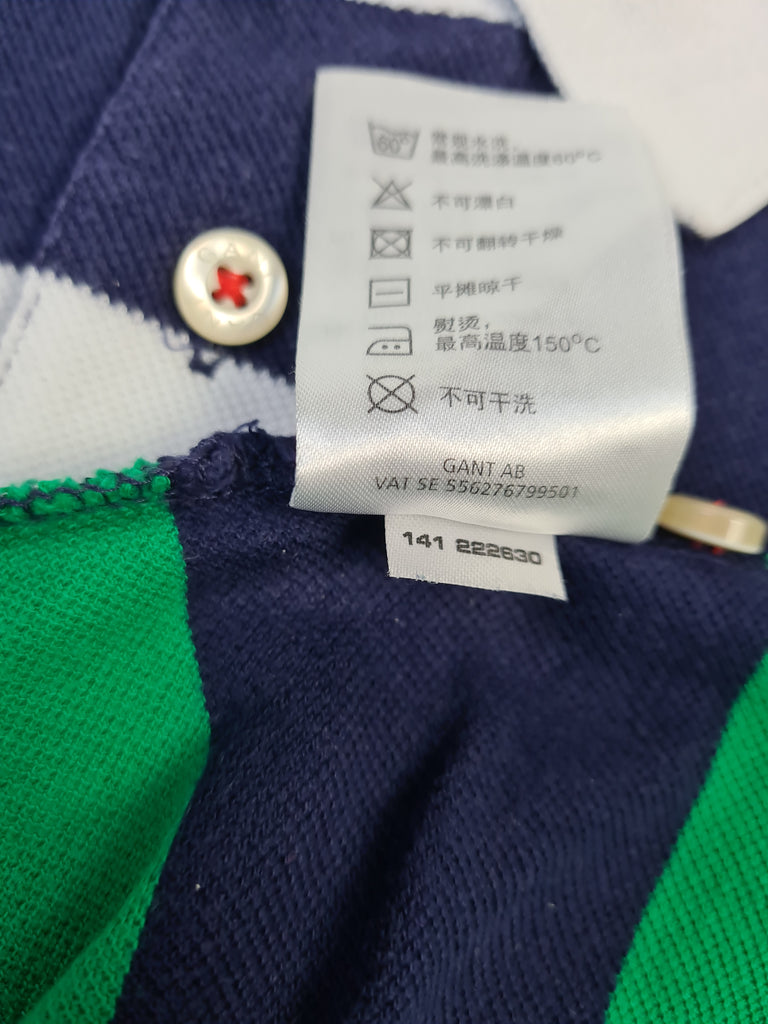 60°
常规水洗,
最高洗涤温度60°C
不可漂白
不可翻转干燥
平摊晾干
熨烫,
最高温度150°C
不可干洗
GANT AB
VAT SE 556276799501
141 222630